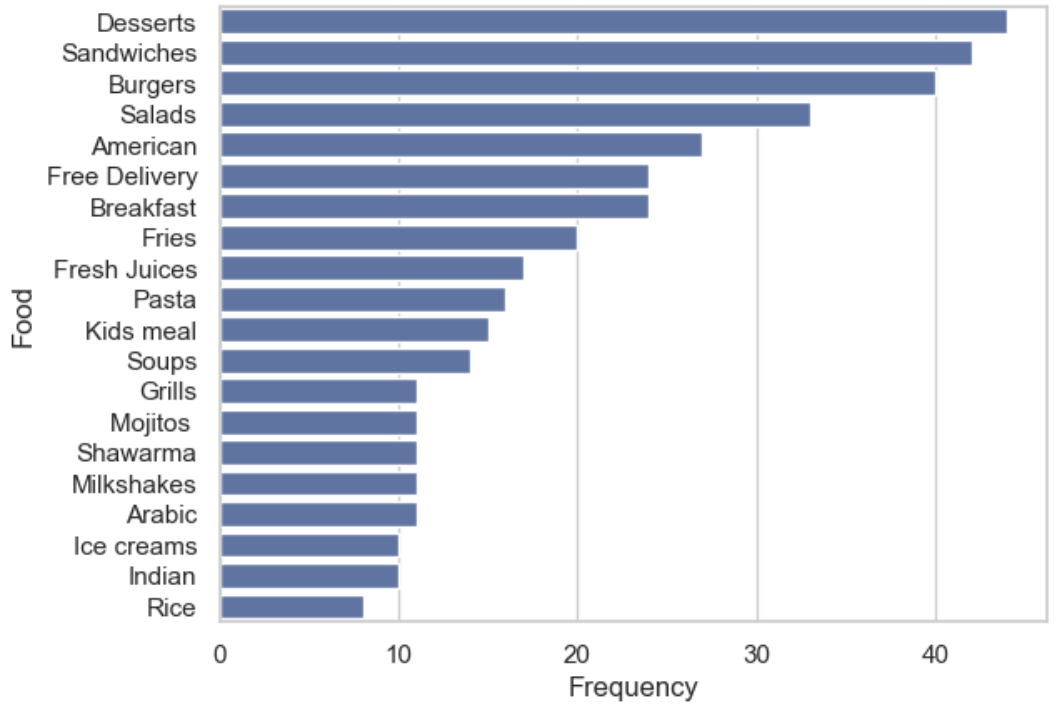 Desserts
Sandwiches
Burgers
Salads
American
Free Delivery
Breakfast
Fries
Fresh Juices
Pasta
Kids meal
Soups
Grills
Mojitos
Shawarma
Milkshakes
Arabic
Ice creams
Indian
Rice
Food
0 10 20 30 40
Frequency